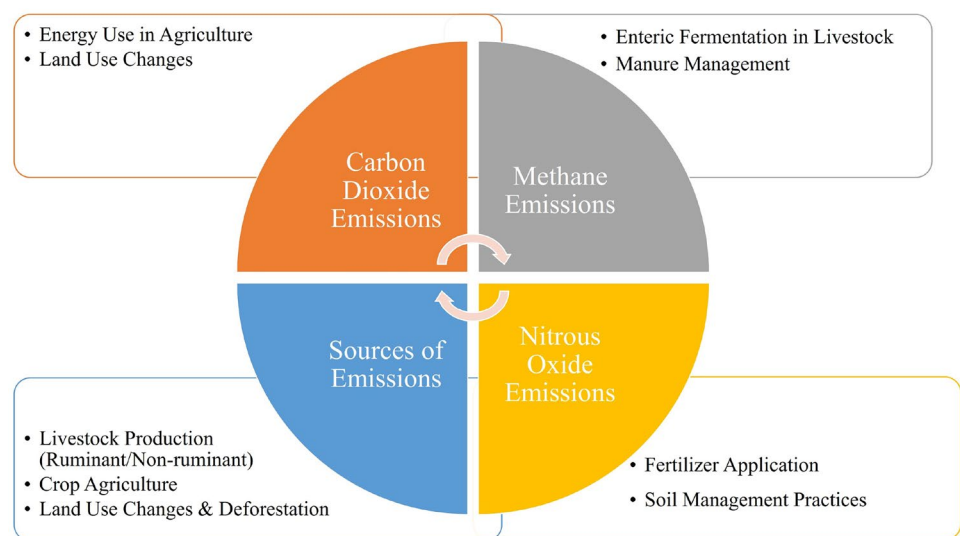 • Energy Use in Agriculture
• Land Use Changes
• Enteric Fermentation in Livestock
• Manure Management
Carbon
Dioxide
Emissions
Methane
Emissions
Sources of
Emissions
Nitrous
Oxide
Emissions
• Livestock Production
(Ruminant/Non-ruminant)
• Crop Agriculture
• Land Use Changes & Deforestation
• Fertilizer Application
• Soil Management Practices